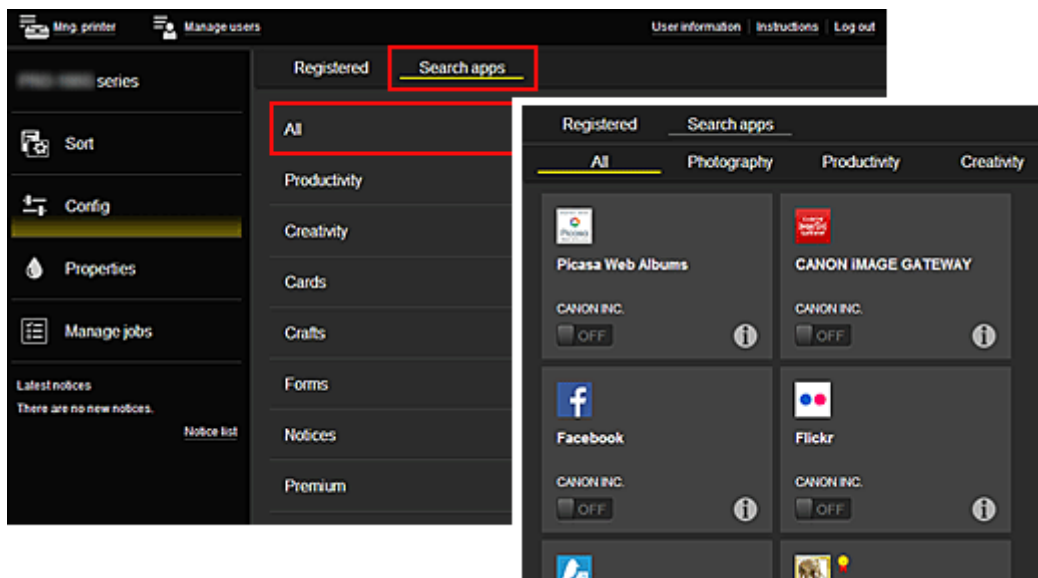 Mng. printer Manage users User information Instructions Log out
series
Sort
Config
Properties
Manage jobs
Latest notices
There are no new notices.
Notice list
Registered Search apps
All
Productivity
Creativity
Cards
Crafts
Forms
Notices
Premium
Registered Search apps
All Photography Productivity Creativity
Picasa
Picasa Web Albums
CANON INC.
OFF
CANON iMAGE GATEWAY
CANON INC.
OFF
Facebook
CANON INC.
OFF
Flickr
CANON INC.
OFF